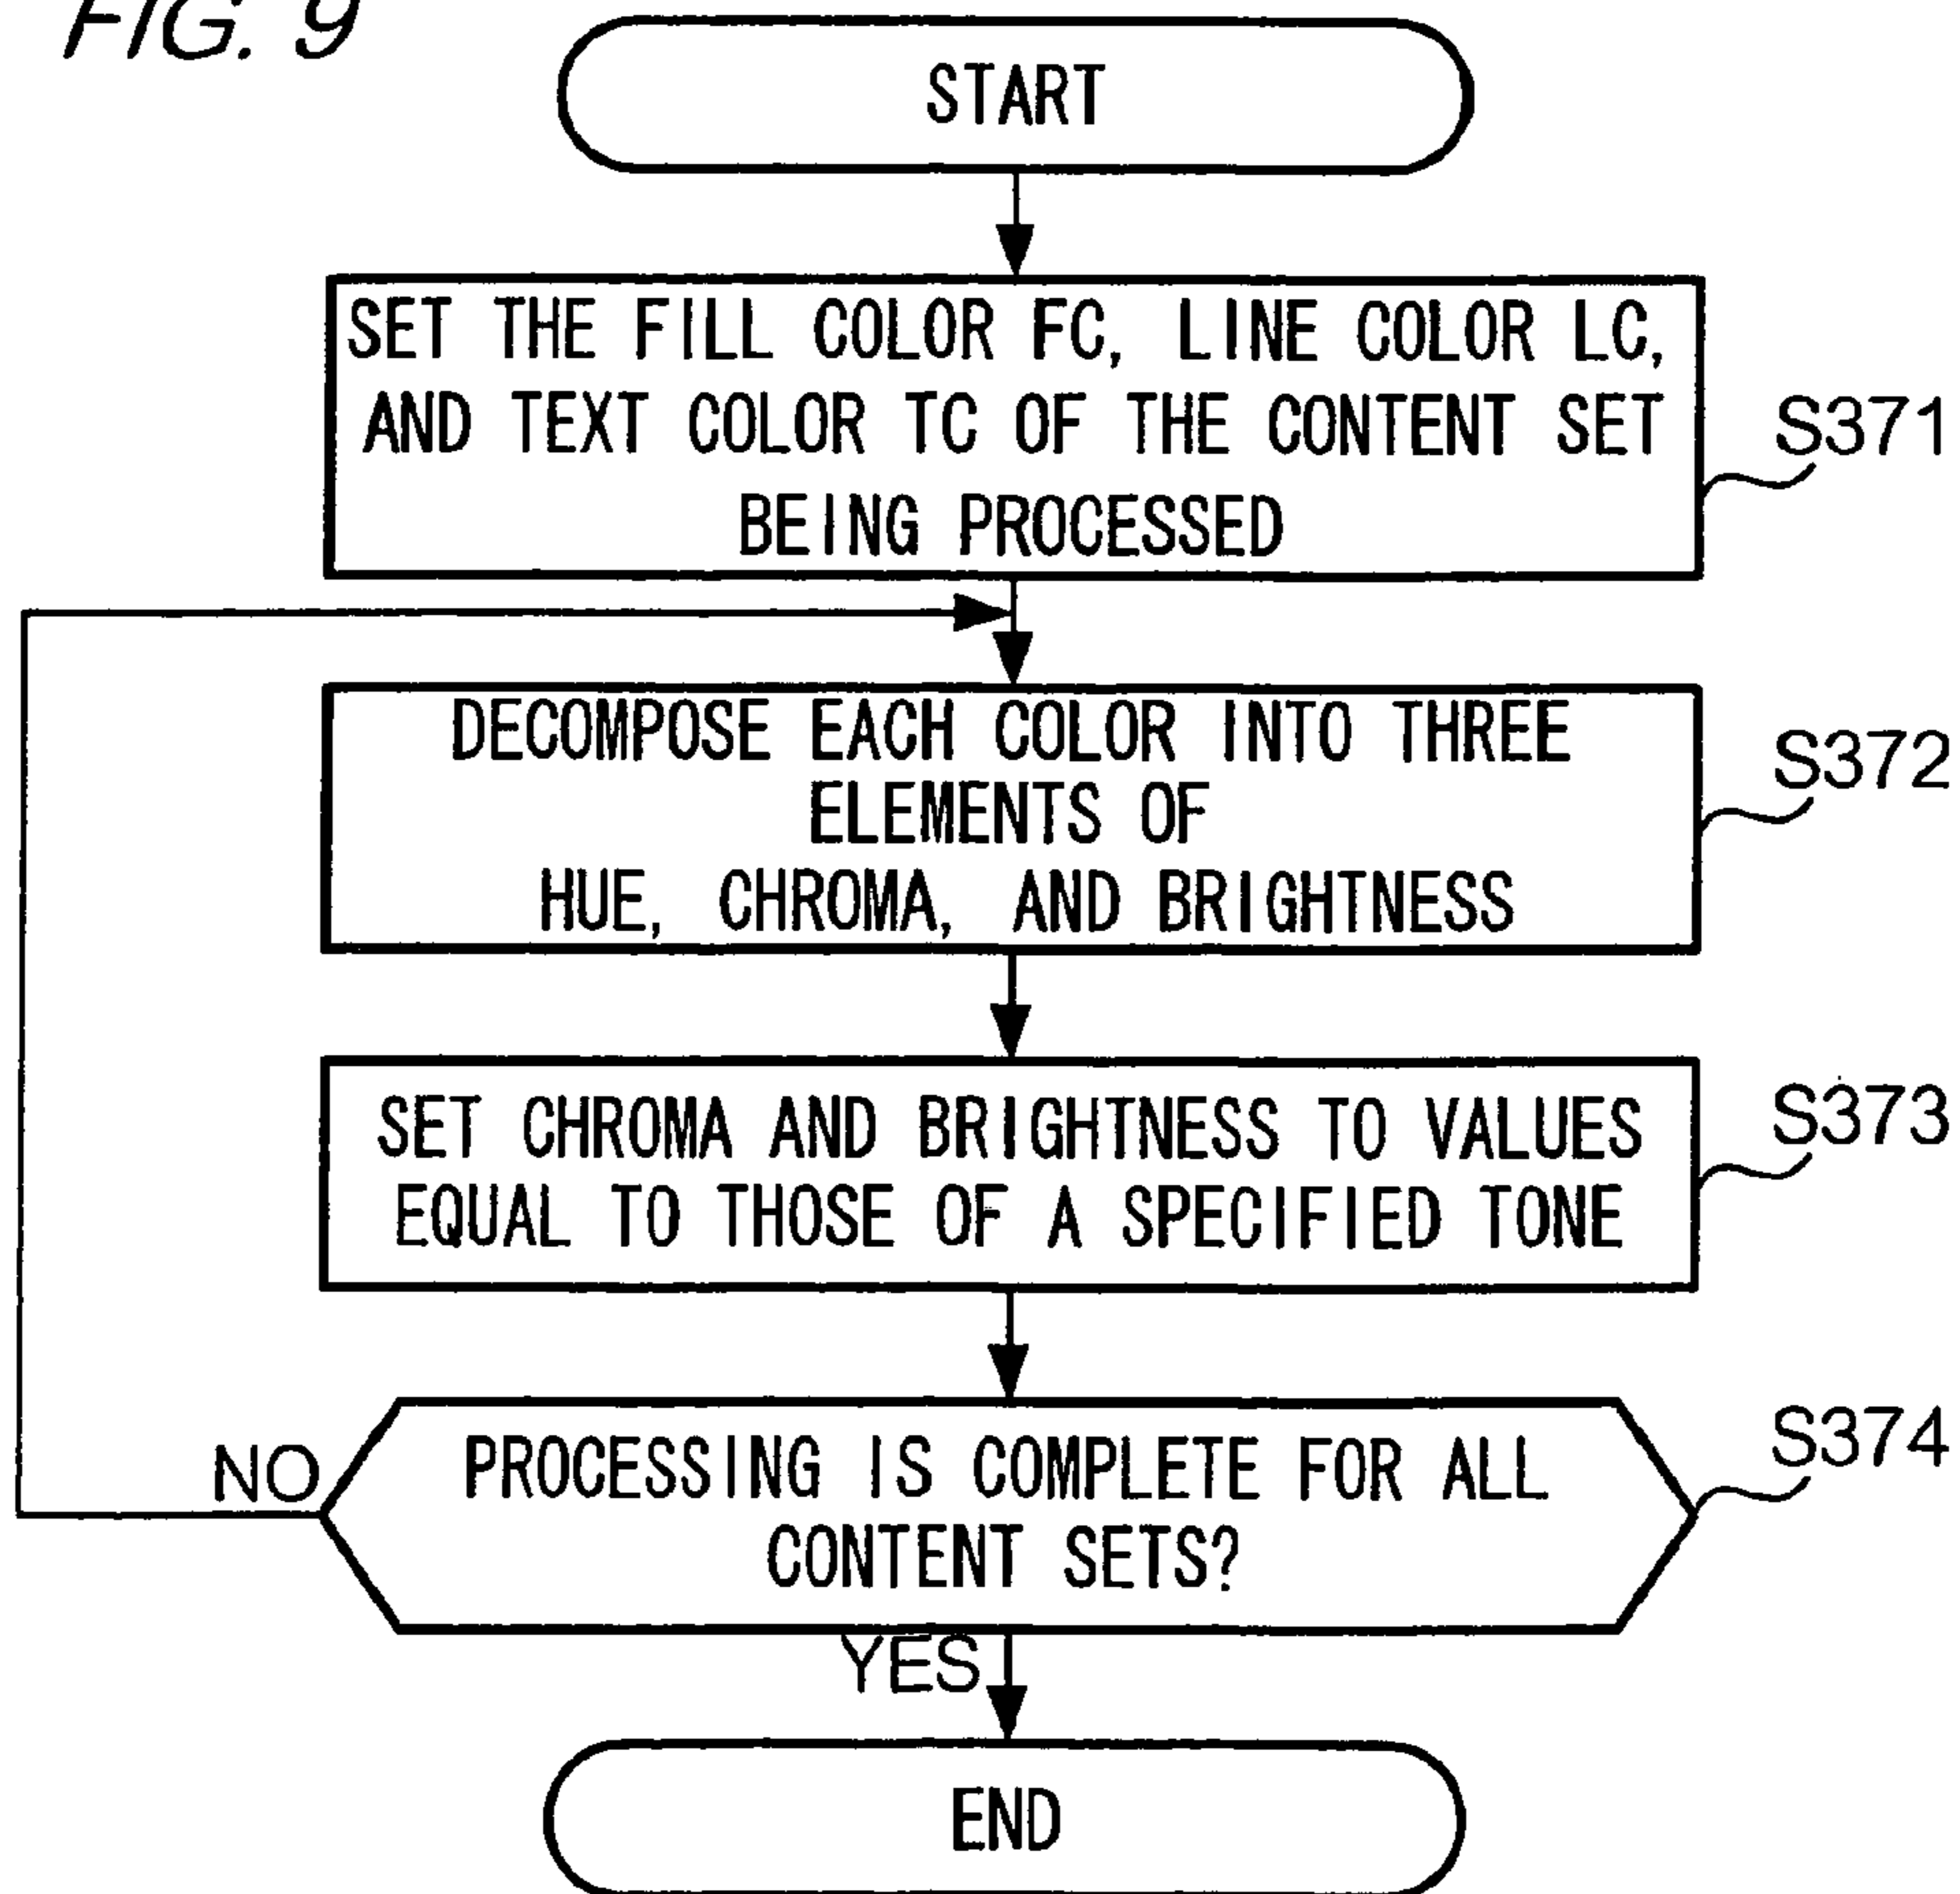 FIG. 9
START
SET THE FILL COLOR FC, LINE COLOR LC,
AND TEXT COLOR TC OF THE CONTENT SET
BEING PROCESSED
S371
DECOMPOSE EACH COLOR INTO THREE
ELEMENTS OF
HUE, CHROMA, AND BRIGHTNESS
S372
SET CHROMA AND BRIGHTNESS TO VALUES
EQUAL TO THOSE OF A SPECIFIED TONE
S373
PROCESSING IS COMPLETE FOR ALL
CONTENT SETS?
S374
NO
YES
END